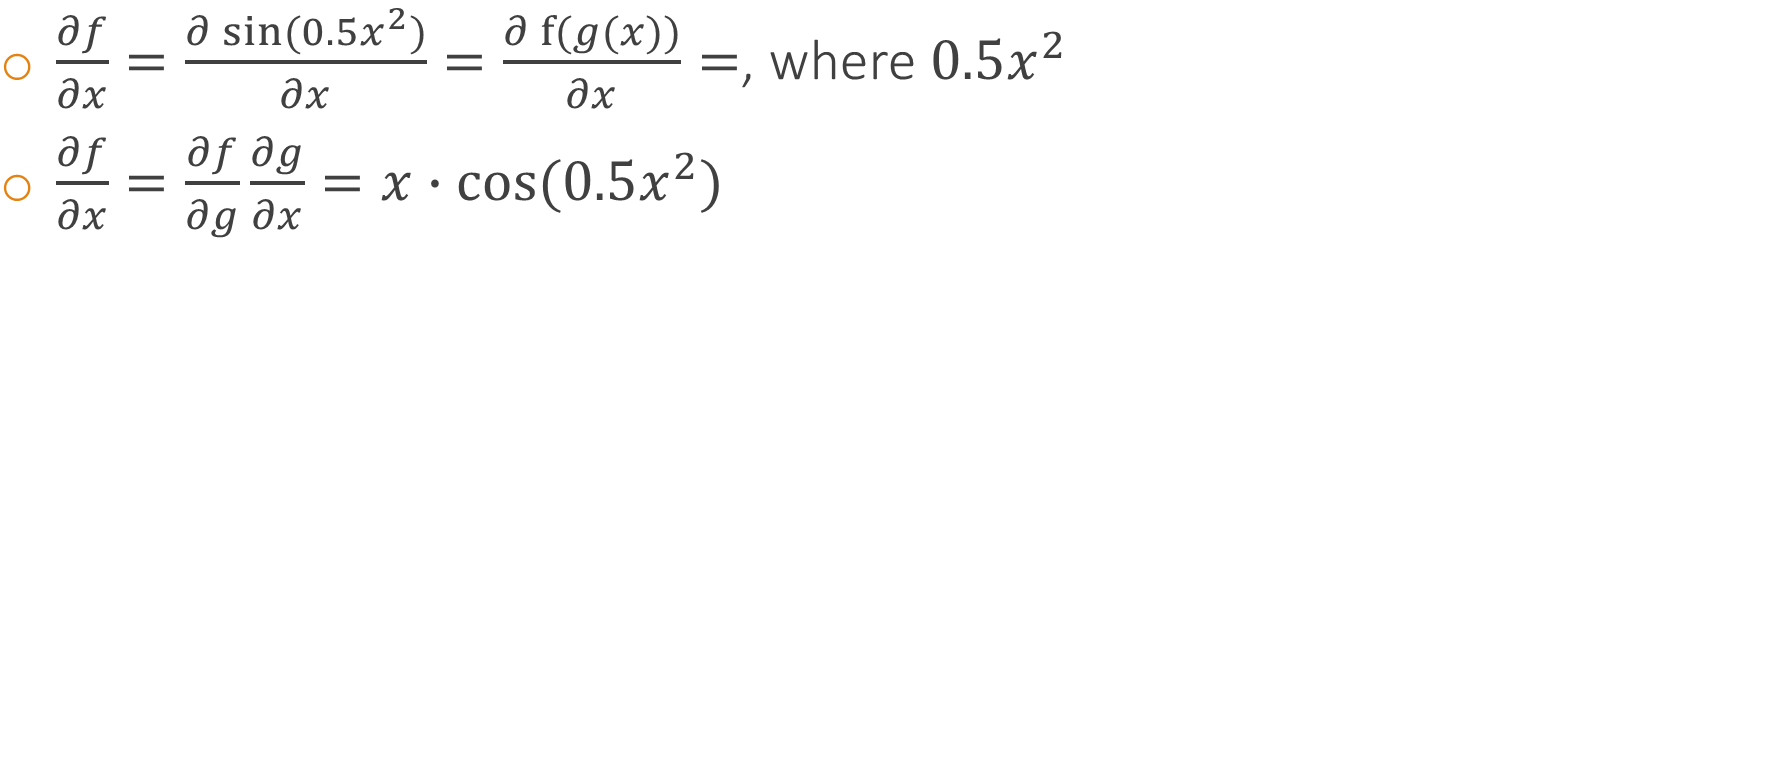 ○ ∂f/∂x = ∂ sin(0.5x²)/∂x = ∂ f(g(x))/∂x =, where 0.5x²
○ ∂f/∂x = ∂f/∂g ∂g/∂x = x · cos(0.5x²)